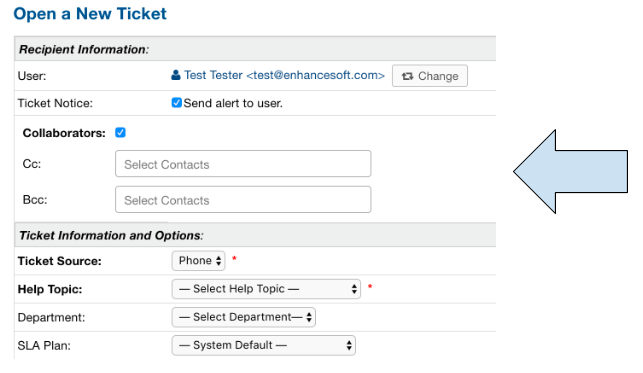 Open a New Ticket
Recipient Information:
User: Test Tester <test@enhancesoft.com> Change
Ticket Notice: Send alert to user.
Collaborators:
Cc: Select Contacts
Bcc: Select Contacts
Ticket Information and Options:
Ticket Source: Phone *
Help Topic: — Select Help Topic — *
Department: — Select Department—
SLA Plan: — System Default —